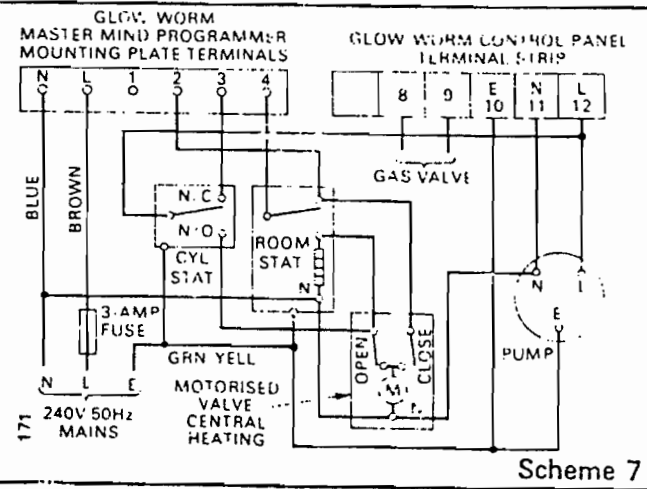 GLOW WORM
MASTER MIND PROGRAMMER
MOUNTING PLATE TERMINALS
GLOW WORM CONTROL PANEL
TERMINAL STRIP
N L 1 2 3 4
8 9 E 10 N 11 L 12
GAS VALVE
BLUE
BROWN
N.C
N.O
CYL
STAT
ROOM
STAT
N
3-AMP
FUSE
GRN YELL
N L E
240V 50Hz
MAINS
171
MOTORISED
VALVE
CENTRAL
HEATING
OPEN
CLOSE
M
N L
E
PUMP
Scheme 7